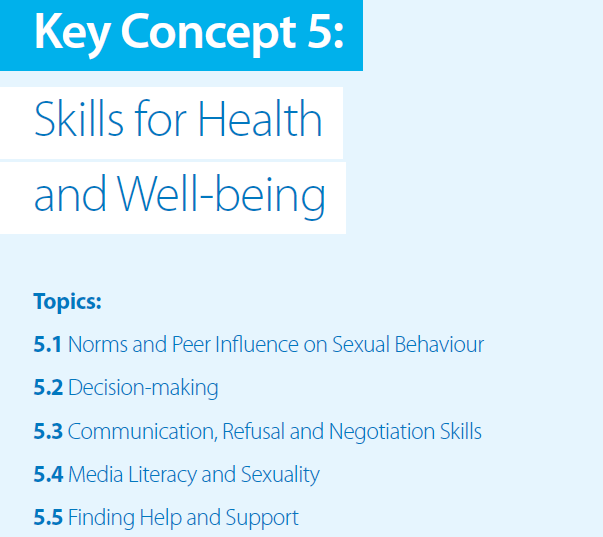 Key Concept 5:
Skills for Health
and Well-being
Topics:
5.1 Norms and Peer Influence on Sexual Behaviour
5.2 Decision-making
5.3 Communication, Refusal and Negotiation Skills
5.4 Media Literacy and Sexuality
5.5 Finding Help and Support